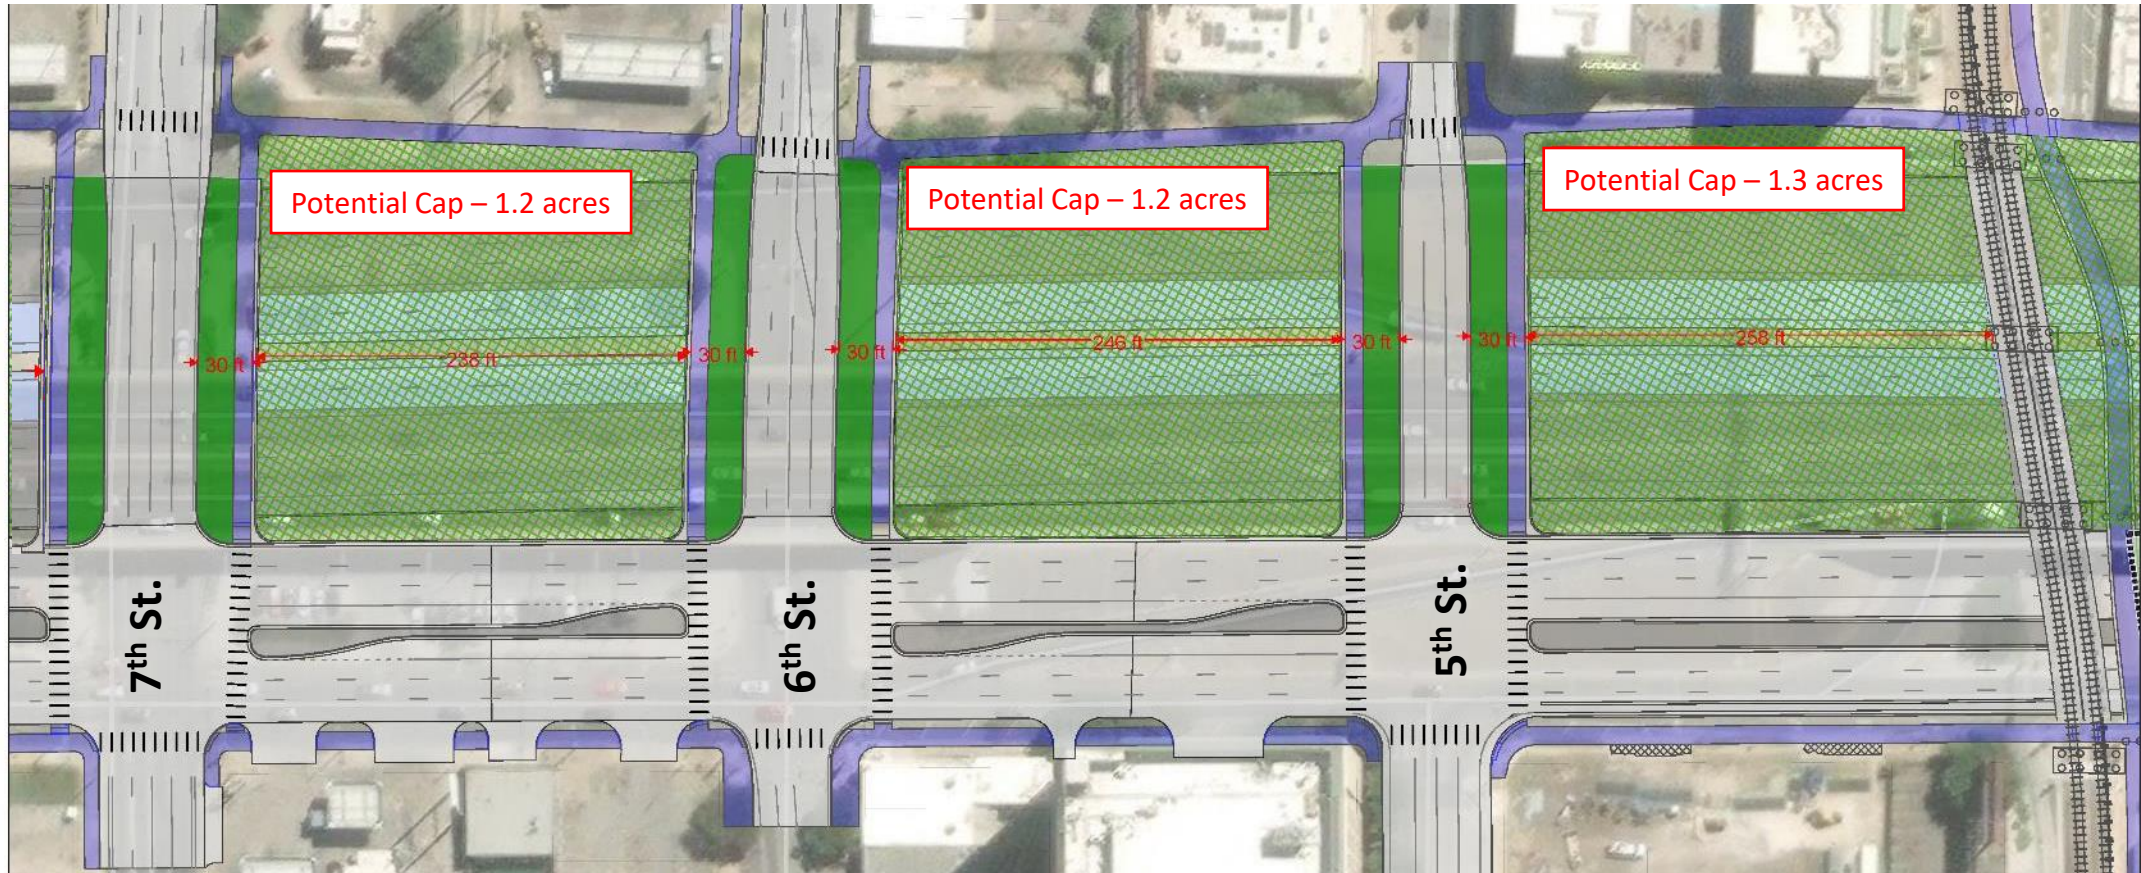 Potential Cap – 1.2 acres
Potential Cap – 1.2 acres
Potential Cap – 1.3 acres
30 ft
238 ft
30 ft
30 ft
246 ft
30 ft
30 ft
258 ft
7th St.
6th St.
5th St.